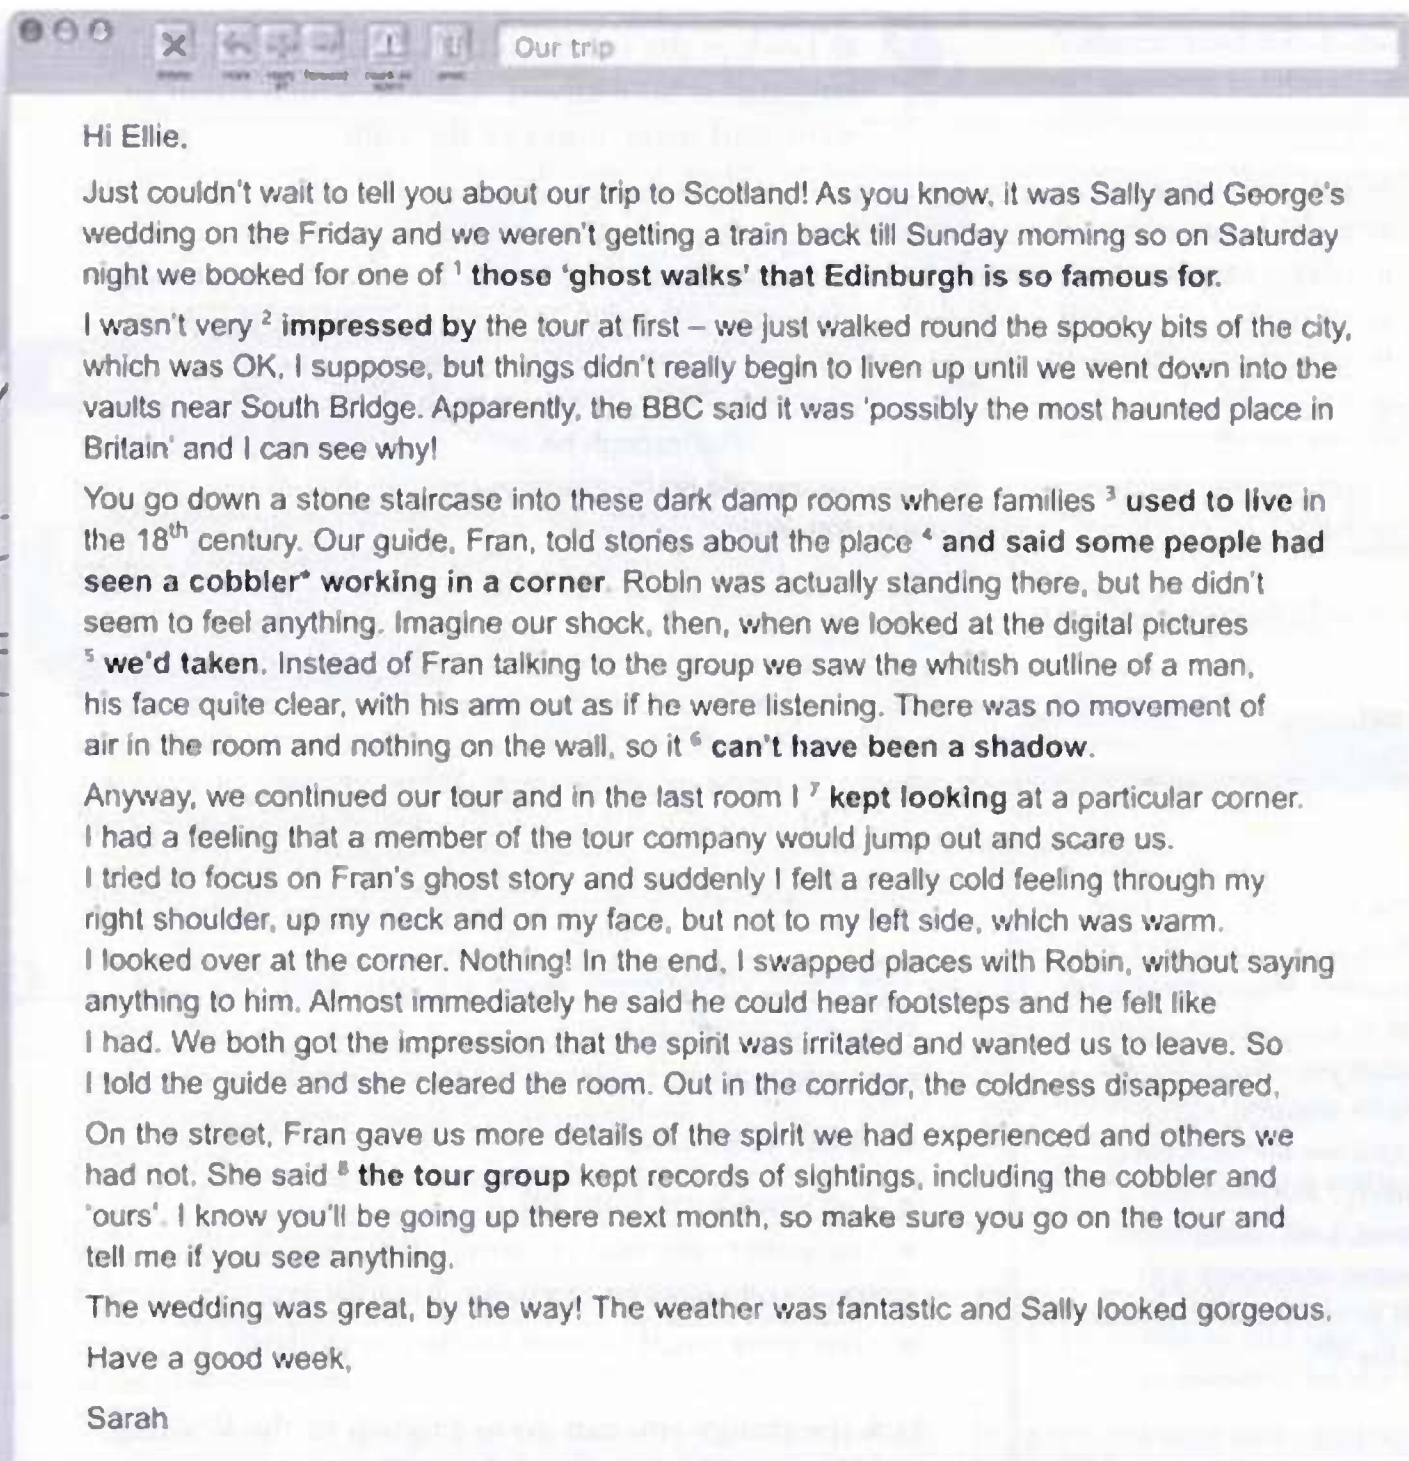 Our trip
Hi Ellie,
Just couldn't wait to tell you about our trip to Scotland! As you know, it was Sally and George's
wedding on the Friday and we weren't getting a train back till Sunday morning so on Saturday
night we booked for one of ¹ those 'ghost walks' that Edinburgh is so famous for.
I wasn't very ² impressed by the tour at first – we just walked round the spooky bits of the city,
which was OK, I suppose, but things didn't really begin to liven up until we went down into the
vaults near South Bridge. Apparently, the BBC said it was 'possibly the most haunted place in
Britain' and I can see why!
You go down a stone staircase into these dark damp rooms where families ³ used to live in
the 18th century. Our guide, Fran, told stories about the place ⁴ and said some people had
seen a cobbler* working in a corner. Robin was actually standing there, but he didn't
seem to feel anything. Imagine our shock, then, when we looked at the digital pictures
⁵ we'd taken. Instead of Fran talking to the group we saw the whitish outline of a man,
his face quite clear, with his arm out as if he were listening. There was no movement of
air in the room and nothing on the wall, so it ⁶ can't have been a shadow.
Anyway, we continued our tour and in the last room I ⁷ kept looking at a particular corner.
I had a feeling that a member of the tour company would jump out and scare us.
I tried to focus on Fran's ghost story and suddenly I felt a really cold feeling through my
right shoulder, up my neck and on my face, but not to my left side, which was warm.
I looked over at the corner. Nothing! In the end, I swapped places with Robin, without saying
anything to him. Almost immediately he said he could hear footsteps and he felt like
I had. We both got the impression that the spirit was irritated and wanted us to leave. So
I told the guide and she cleared the room. Out in the corridor, the coldness disappeared.
On the street, Fran gave us more details of the spirit we had experienced and others we
had not. She said ⁸ the tour group kept records of sightings, including the cobbler and
'ours'. I know you'll be going up there next month, so make sure you go on the tour and
tell me if you see anything.
The wedding was great, by the way! The weather was fantastic and Sally looked gorgeous.
Have a good week,
Sarah